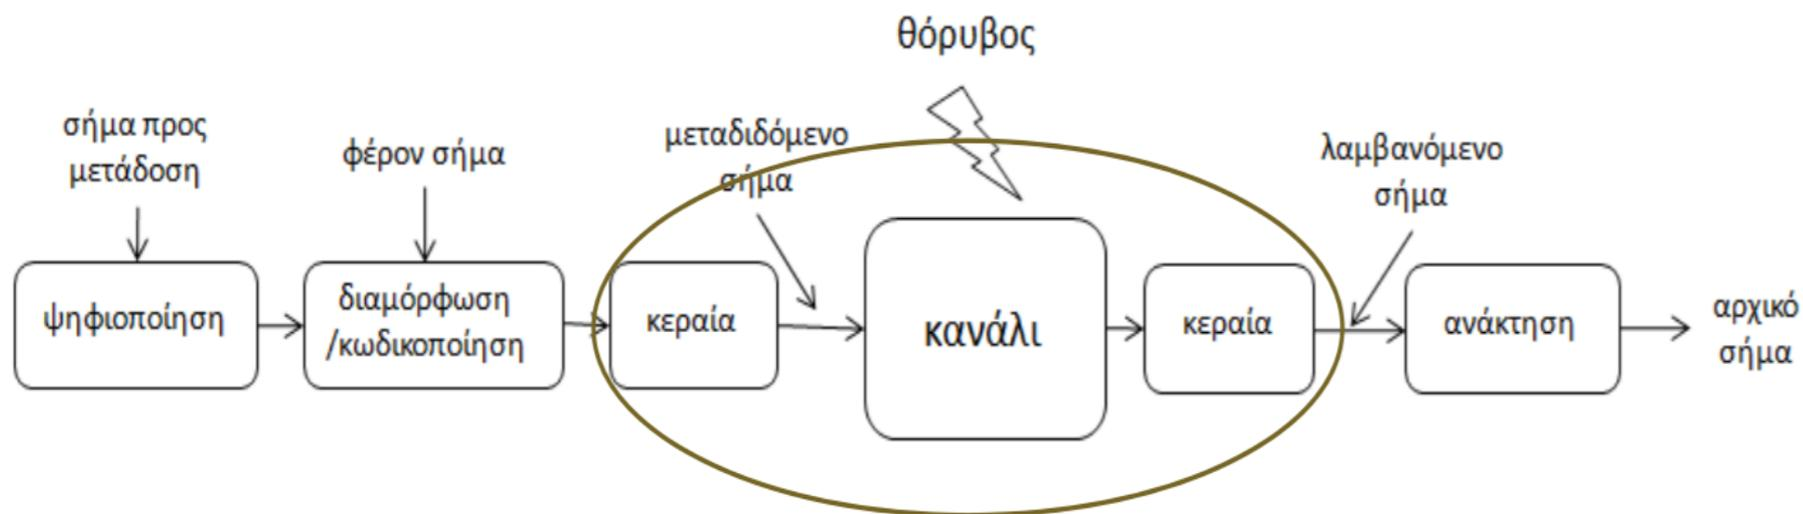 θόρυβος
σήμα προς
μετάδοση
φέρον σήμα
μεταδιδόμενο
σήμα
λαμβανόμενο
σήμα
ψηφιοποίηση
διαμόρφωση
/κωδικοποίηση
κεραία
κανάλι
κεραία
ανάκτηση
αρχικό
σήμα